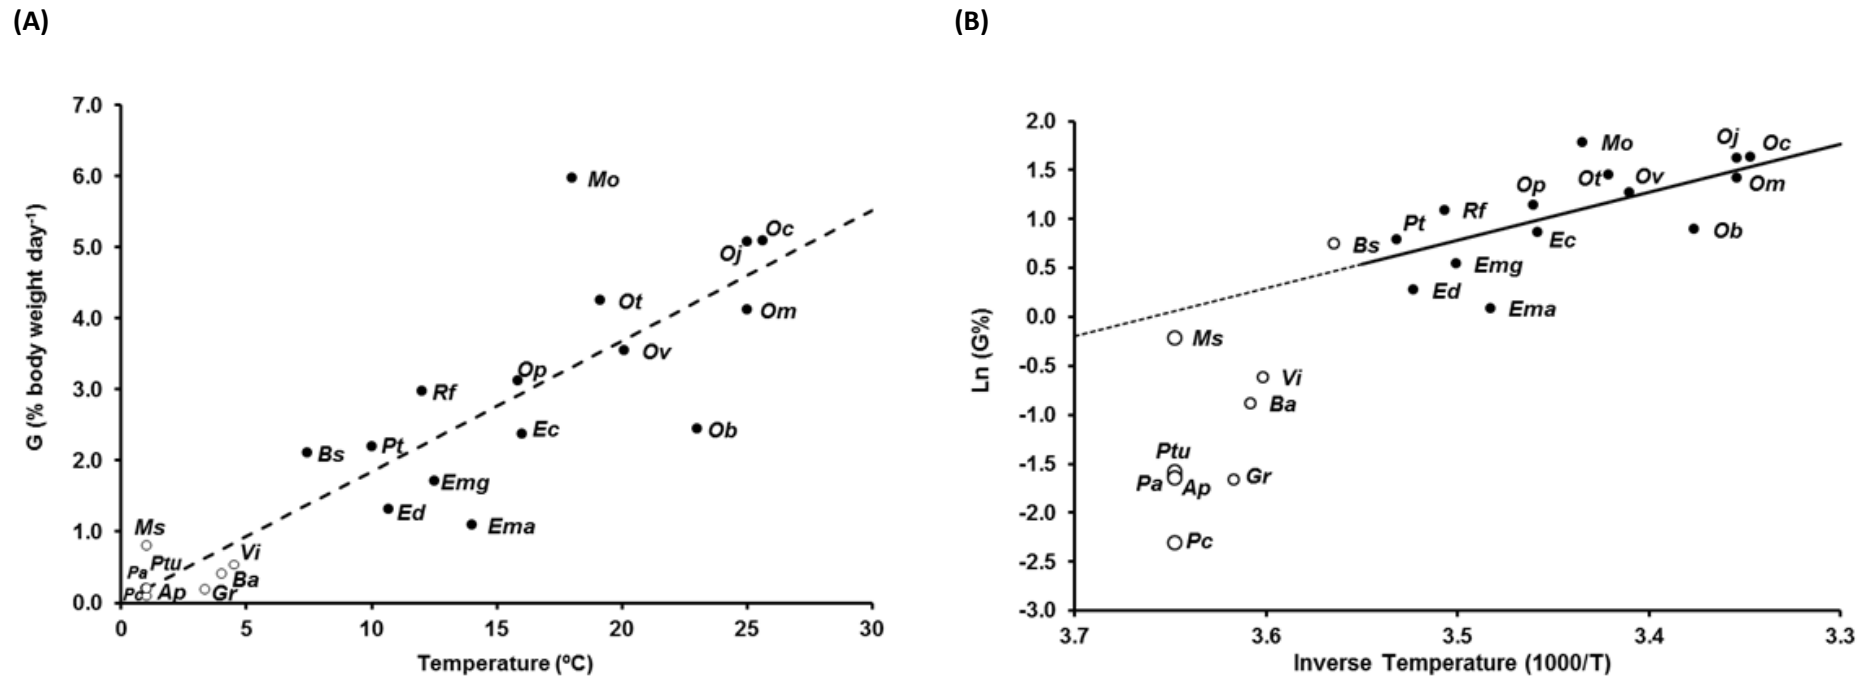 (A)
(B)
G (% body weight day⁻¹)
7.0
6.0
5.0
4.0
3.0
2.0
1.0
0.0
Mo
Oc
Oj
Ot
Om
Ov
Op
Rf
Ec
Ob
Pt
Bs
Emg
Ed
Ema
Ms
Vi
Ptu
Pa
Ba
Pc
Ap
Gr
0
5
10
15
20
25
30
Temperature (ºC)
Ln (G%)
2.0
1.5
1.0
0.5
0.0
-0.5
-1.0
-1.5
-2.0
-2.5
-3.0
Mo
Oj
Oc
Ot
Ov
Om
Op
Rf
Pt
Ob
Bs
Ec
Emg
Ed
Ema
Ms
Vi
Ba
Ptu
Gr
Pa
Ap
Pc
3.7
3.6
3.5
3.4
3.3
Inverse Temperature (1000/T)